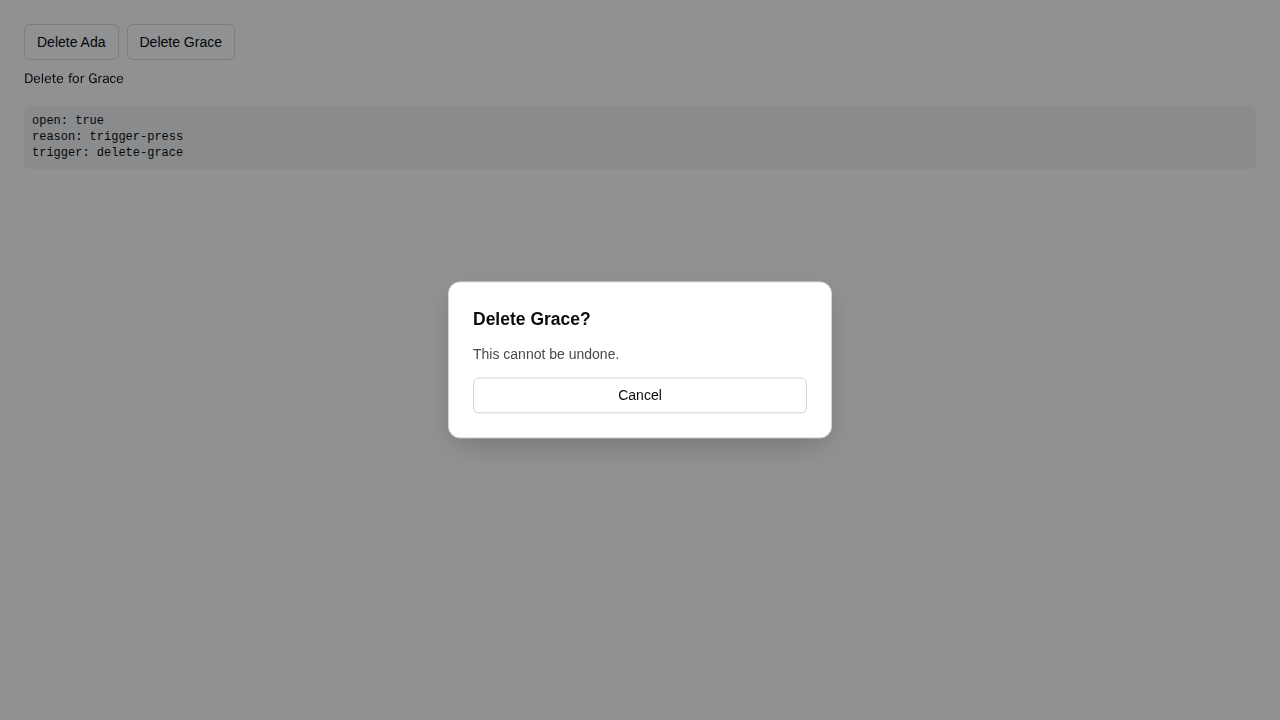 Delete Ada
Delete Grace
Delete for Grace
open: true
reason: trigger-press
trigger: delete-grace
Delete Grace?
This cannot be undone.
Cancel